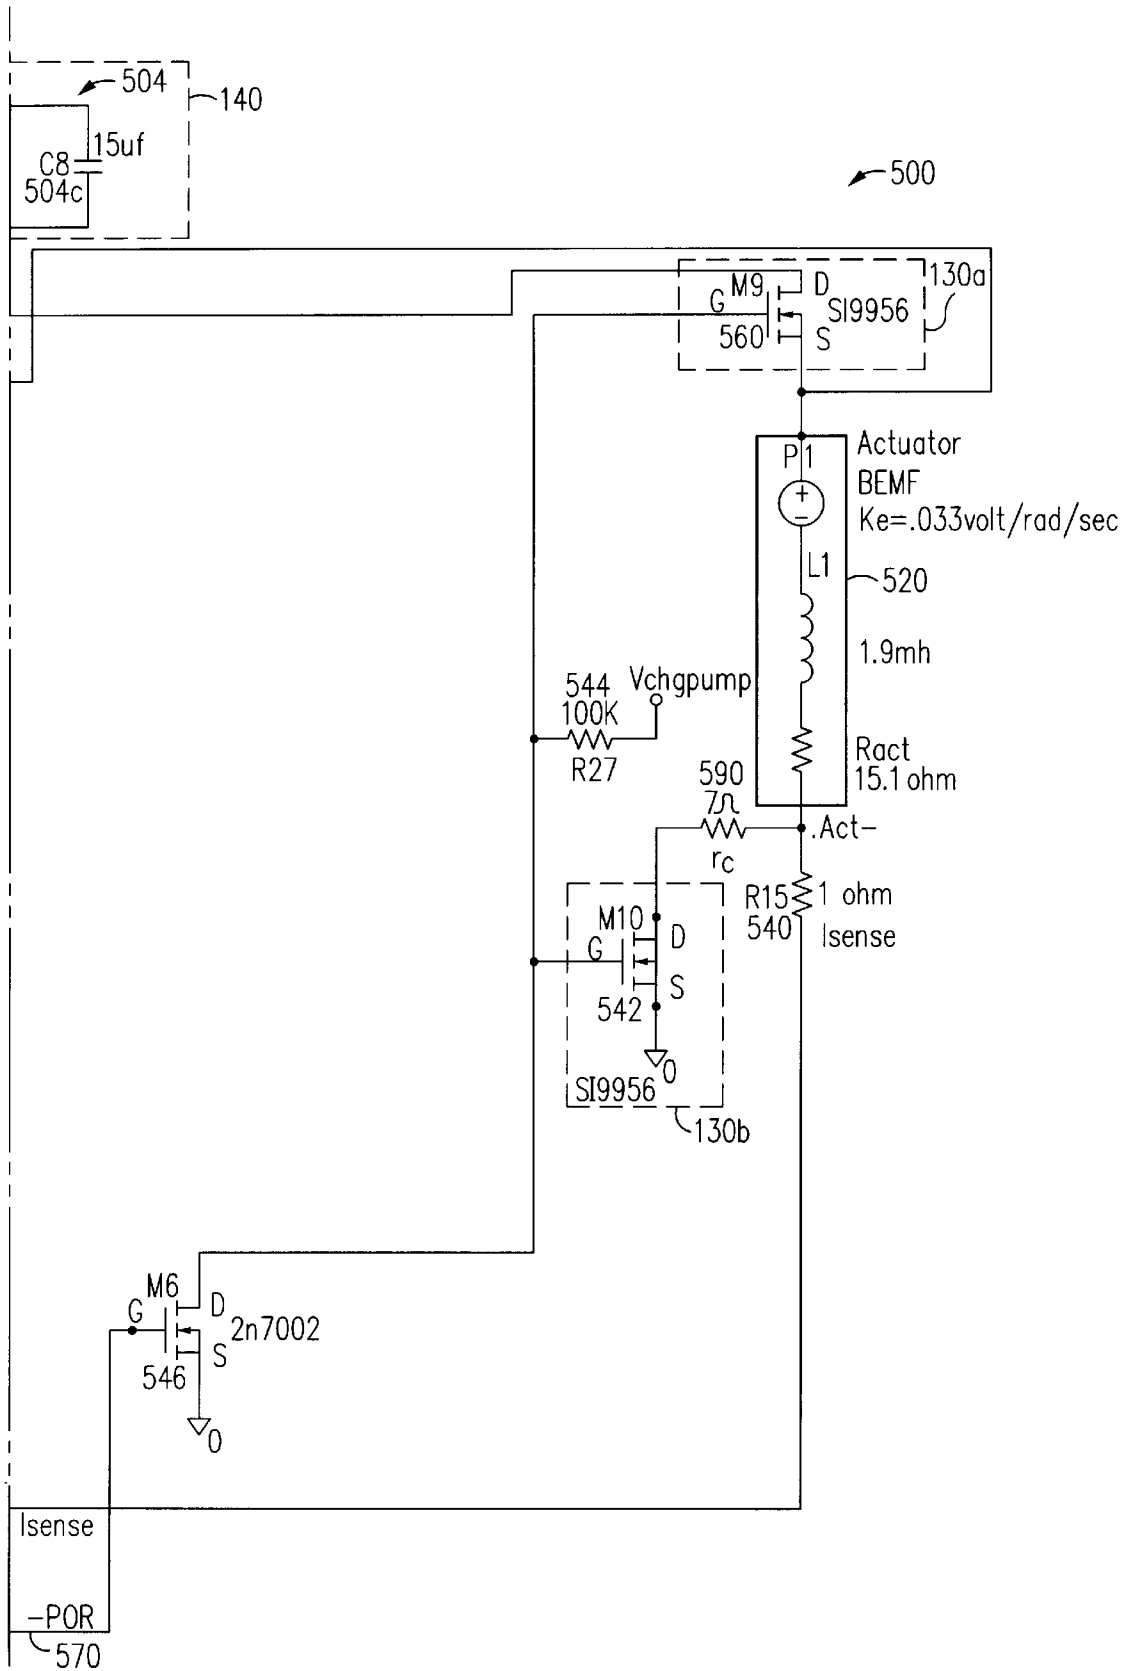 504
140
15uf
C8
504c
500
130a
M9
D
G
SI9956
560
S
Actuator
P1
BEMF
+
−
Ke=.033volt/rad/sec
L1
520
1.9mh
544
Vchgpump
100K
R27
Ract
15.1 ohm
590
7Ω
.Act-
rc
R15
1 ohm
540
Isense
M10
D
G
S
542
0
SI9956
130b
M6
G
D
2n7002
S
546
0
Isense
-POR
570